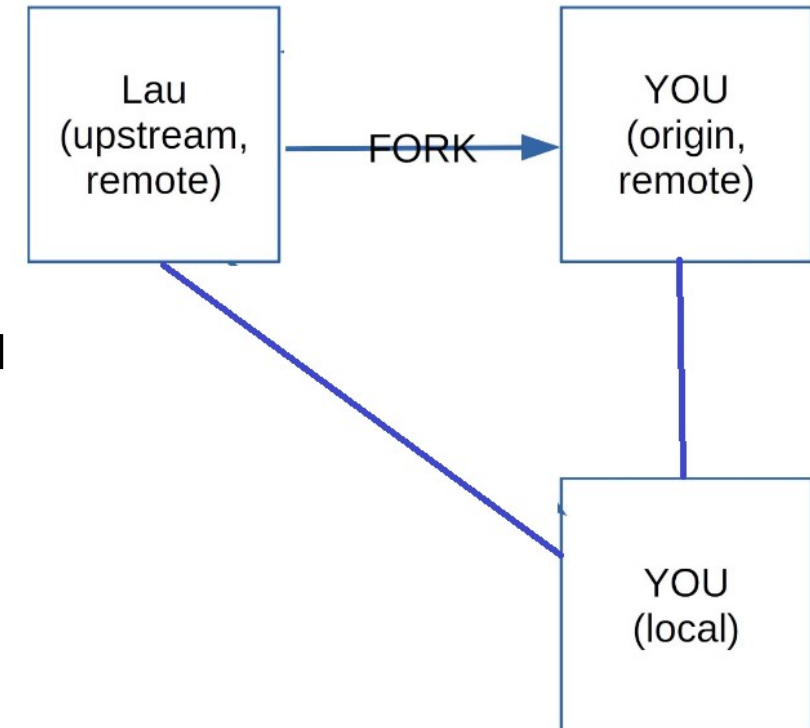 Lau
(upstream,
remote)
FORK
YOU
(origin,
remote)
YOU
(local)